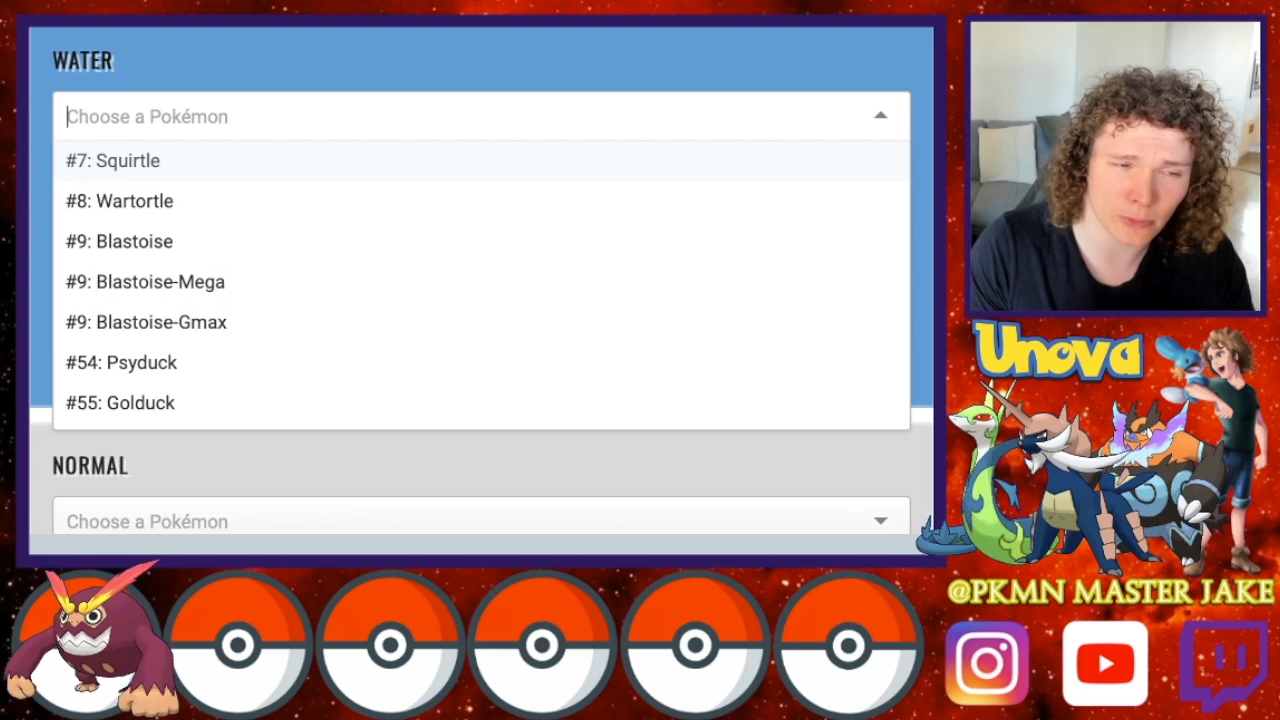 WATER
Choose a Pokémon
#7: Squirtle
#8: Wartortle
#9: Blastoise
#9: Blastoise-Mega
#9: Blastoise-Gmax
#54: Psyduck
#55: Golduck
NORMAL
Choose a Pokémon
Unova
@PKMN MASTER JAKE